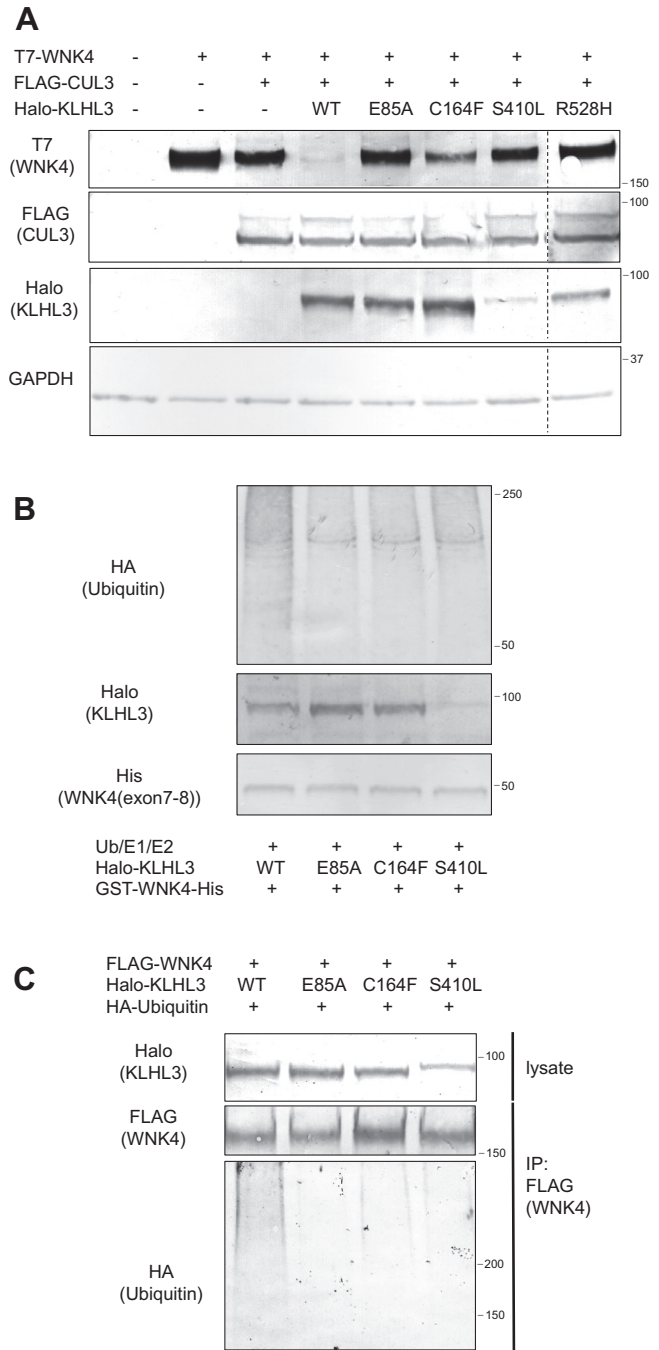 A
T7-WNK4 - + + + + + + +
FLAG-CUL3 - - + + + + + +
Halo-KLHL3 - - - WT E85A C164F S410L R528H
T7
(WNK4)
-150
FLAG
(CUL3)
-100
Halo
(KLHL3)
-100
GAPDH
-37
B
HA
(Ubiquitin)
-250
-50
Halo
(KLHL3)
-100
His
(WNK4(exon7-8))
-50
Ub/E1/E2 + + + +
Halo-KLHL3 WT E85A C164F S410L
GST-WNK4-His + + + +
C
FLAG-WNK4 + + + +
Halo-KLHL3 WT E85A C164F S410L
HA-Ubiquitin + + + +
Halo
(KLHL3)
-100
lysate
FLAG
(WNK4)
-150
IP:
FLAG
(WNK4)
HA
(Ubiquitin)
-200
-150